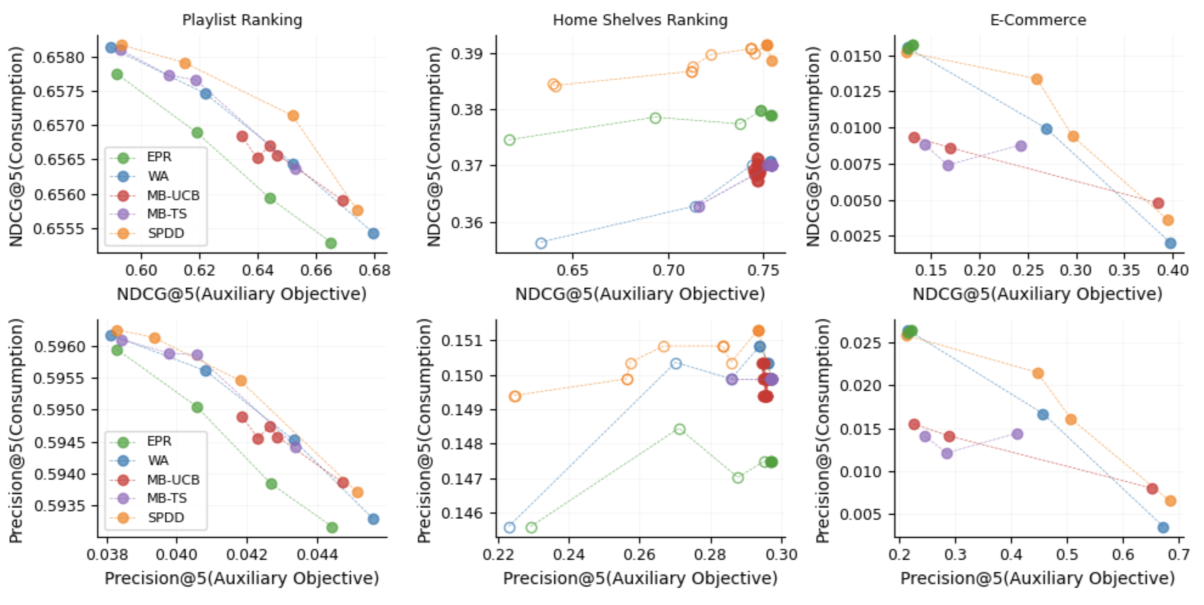 Playlist Ranking
Home Shelves Ranking
E-Commerce
NDCG@5(Consumption)
0.6580
0.6575
0.6570
0.6565
0.6560
0.6555
EPR
WA
MB-UCB
MB-TS
SPDD
0.60
0.62
0.64
0.66
0.68
NDCG@5(Auxiliary Objective)
NDCG@5(Consumption)
0.39
0.38
0.37
0.36
0.65
0.70
0.75
NDCG@5(Auxiliary Objective)
NDCG@5(Consumption)
0.0150
0.0125
0.0100
0.0075
0.0050
0.0025
0.15
0.20
0.25
0.30
0.35
0.40
NDCG@5(Auxiliary Objective)
Precision@5(Consumption)
0.5960
0.5955
0.5950
0.5945
0.5940
0.5935
EPR
WA
MB-UCB
MB-TS
SPDD
0.038
0.040
0.042
0.044
Precision@5(Auxiliary Objective)
Precision@5(Consumption)
0.151
0.150
0.149
0.148
0.147
0.146
0.22
0.24
0.26
0.28
0.30
Precision@5(Auxiliary Objective)
Precision@5(Consumption)
0.025
0.020
0.015
0.010
0.005
0.2
0.3
0.4
0.5
0.6
0.7
Precision@5(Auxiliary Objective)